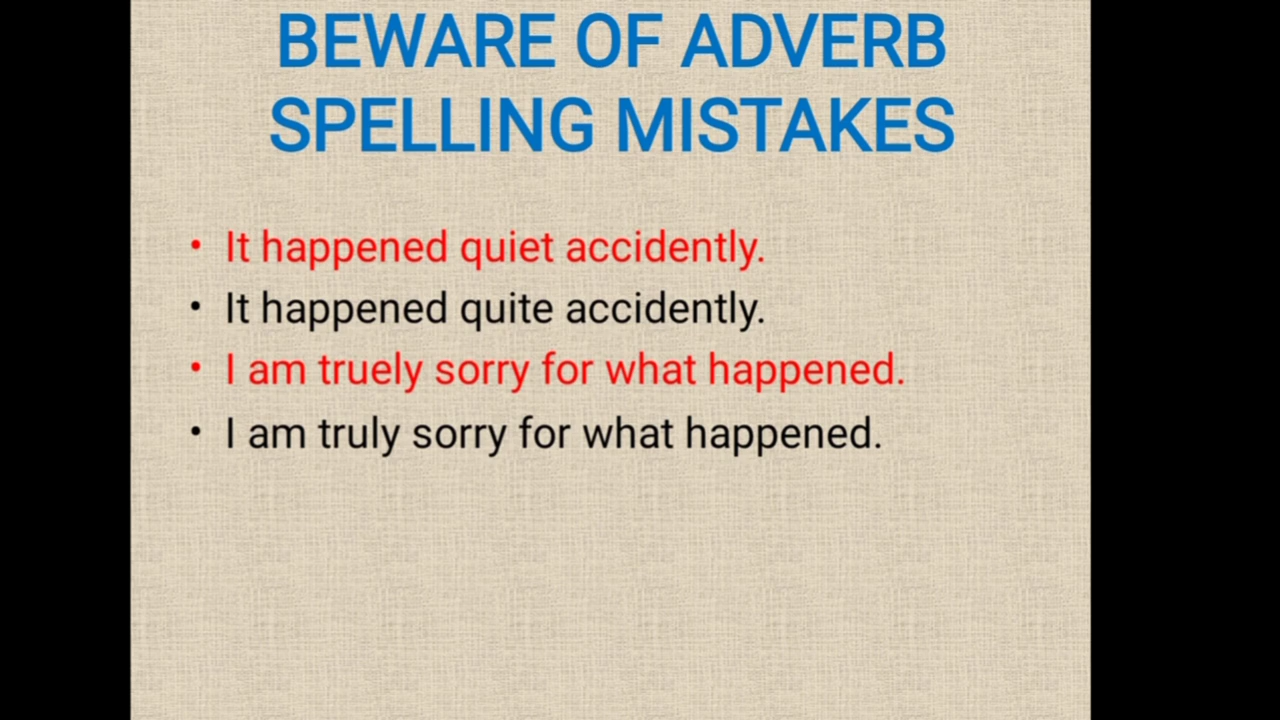 BEWARE OF ADVERB
SPELLING MISTAKES
• It happened quiet accidently.
• It happened quite accidently.
• I am truely sorry for what happened.
• I am truly sorry for what happened.